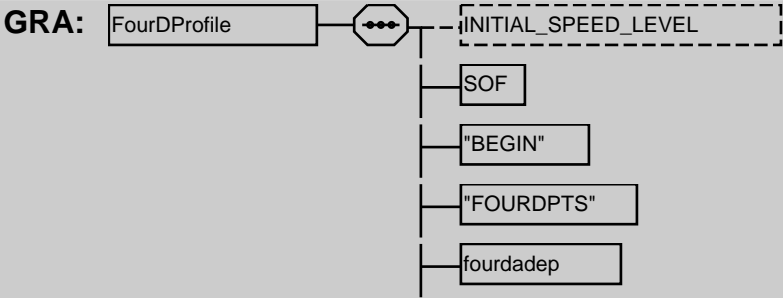 GRA: FourDProfile INITIAL_SPEED_LEVEL
SOF
"BEGIN"
"FOURDPTS"
fourdadep